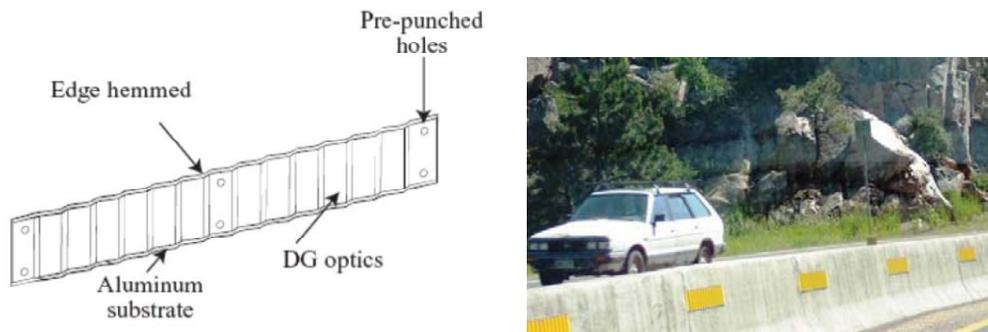 Pre-punched
holes
Edge hemmed
DG optics
Aluminum
substrate